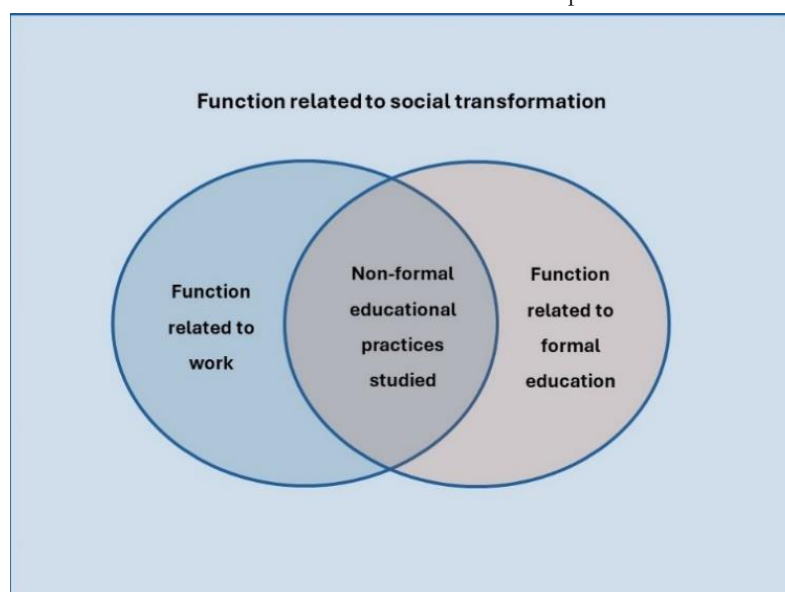 Function related to social transformation
Function
related to
work
Non-formal
educational
practices
studied
Function
related to
formal
education